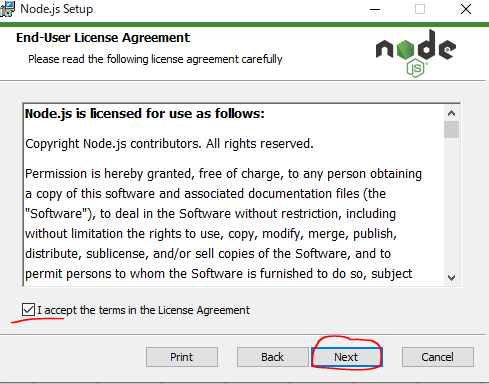 Node.js Setup
End-User License Agreement
Please read the following license agreement carefully
node
JS
Node.js is licensed for use as follows:
Copyright Node.js contributors. All rights reserved.
Permission is hereby granted, free of charge, to any person obtaining
a copy of this software and associated documentation files (the
"Software"), to deal in the Software without restriction, including
without limitation the rights to use, copy, modify, merge, publish,
distribute, sublicense, and/or sell copies of the Software, and to
permit persons to whom the Software is furnished to do so, subject
I accept the terms in the License Agreement
Print Back Next Cancel